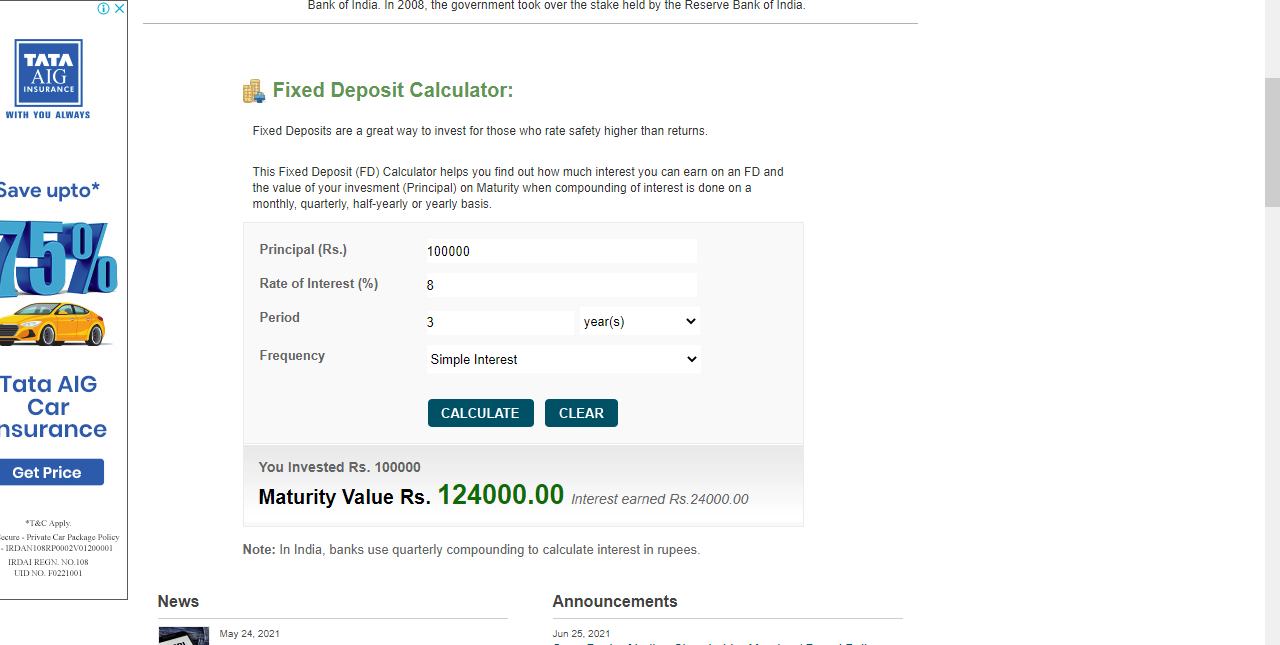 Bank of India. In 2008, the government took over the stake held by the Reserve Bank of India.
TATA
AIG
INSURANCE
WITH YOU ALWAYS
Save upto*
75%
Tata AIG
Car
Insurance
Get Price
*T&C Apply.
Secure - Private Car Package Policy
- IRDAN108RP0002V01200001
IRDAI REGN. NO.108
UID NO. F0221001
Fixed Deposit Calculator:
Fixed Deposits are a great way to invest for those who rate safety higher than returns.
This Fixed Deposit (FD) Calculator helps you find out how much interest you can earn on an FD and
the value of your invesment (Principal) on Maturity when compounding of interest is done on a
monthly, quarterly, half-yearly or yearly basis.
Principal (Rs.) 100000
Rate of Interest (%) 8
Period 3 year(s)
Frequency Simple Interest
CALCULATE CLEAR
You Invested Rs. 100000
Maturity Value Rs. 124000.00 Interest earned Rs.24000.00
Note: In India, banks use quarterly compounding to calculate interest in rupees.
News
May 24, 2021
Announcements
Jun 25, 2021